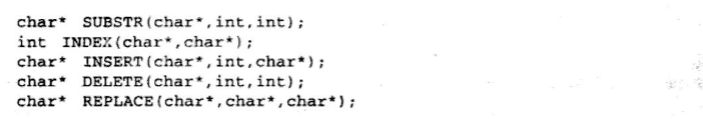 char* SUBSTR(char*,int,int);
int INDEX(char*,char*);
char* INSERT(char*,int,char*);
char* DELETE(char*,int,int);
char* REPLACE(char*,char*,char*);